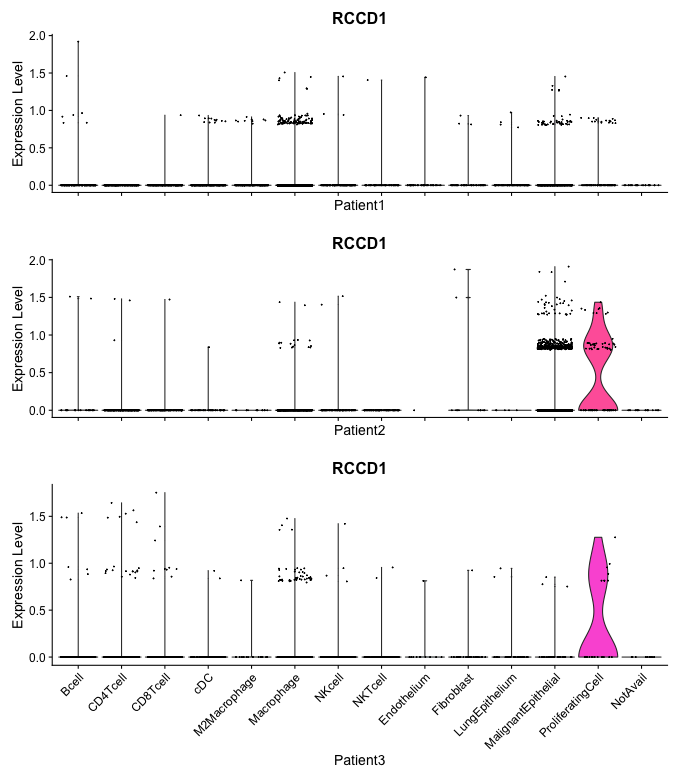 RCCD1
Expression Level
2.0
1.5
1.0
0.5
0.0
Patient1
RCCD1
Expression Level
2.0
1.5
1.0
0.5
0.0
Patient2
RCCD1
Expression Level
1.5
1.0
0.5
0.0
Bcell
CD4Tcell
CD8Tcell
cDC
M2Macrophage
Macrophage
NKcell
NKTcell
Endothelium
Fibroblast
LungEpithelium
MalignantEpithelial
ProliferatingCell
NotAvail
Patient3